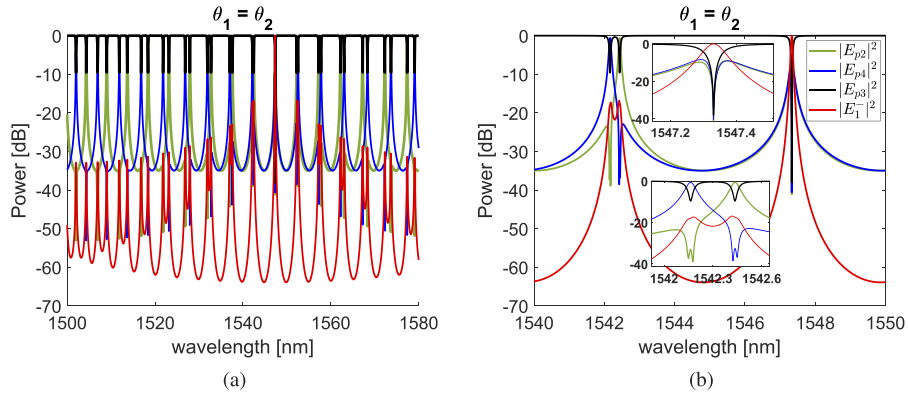 θ1 = θ2
0
-10
-20
-30
-40
-50
-60
-70
Power [dB]
1500 1520 1540 1560 1580
wavelength [nm]
(a)
θ1 = θ2
0
-10
-20
-30
-40
-50
-60
-70
Power [dB]
1540 1542 1544 1546 1548 1550
wavelength [nm]
0
-20
-40
1547.2 1547.4
0
-20
-40
1542 1542.3 1542.6
|Ep2|²
|Ep4|²
|Ep3|²
|E1⁻|²
(b)